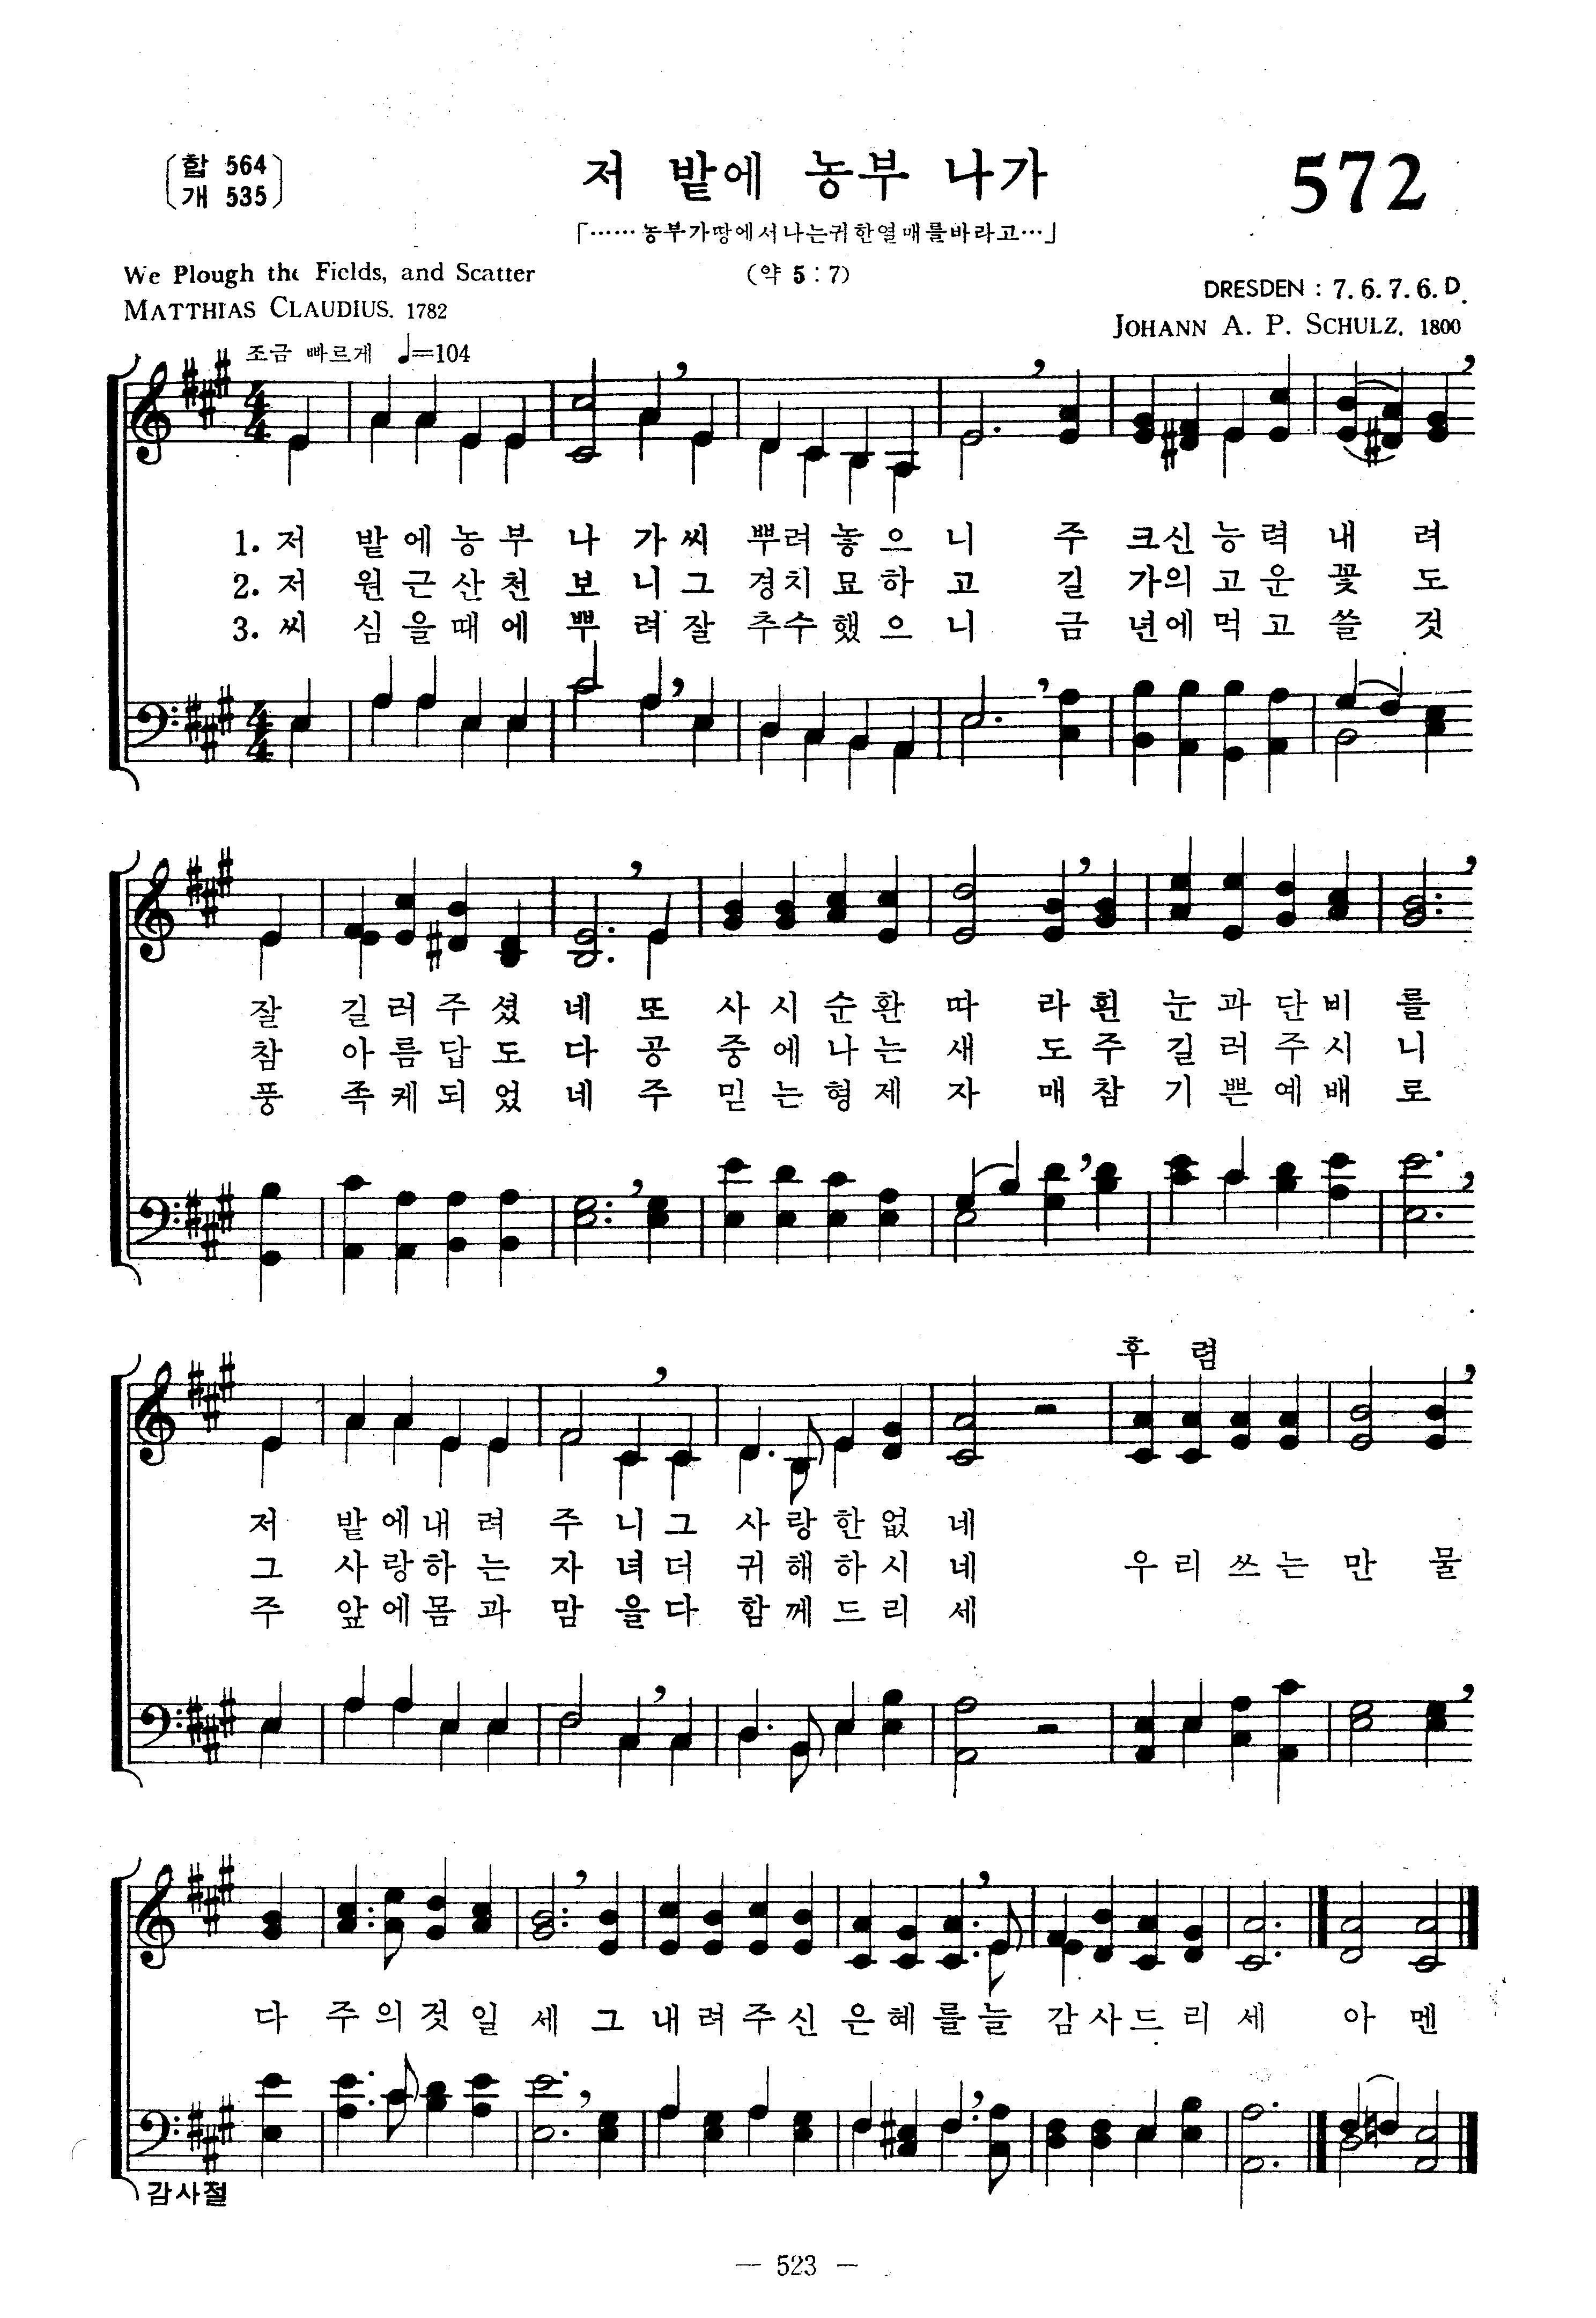 합 564
개 535
저 밭에 농부 나가
572
「……농부가땅에서나는귀한열매를바라고…」
(약 5 : 7)
We Plough the Fields, and Scatter
MATTHIAS CLAUDIUS. 1782
DRESDEN : 7. 6. 7. 6. D.
JOHANN A. P. SCHULZ. 1800
조금 빠르게 ♩=104
1. 저 밭에농부 나 가씨 뿌려놓으 니 주 크신능력 내 려
2. 저 원근산천 보 니그 경치묘하 고 길 가의고운 꽃 도
3. 씨 심을때에 뿌 려잘 추수했으 니 금 년에먹고 쓸 것
잘 길러주셨 네 또 사시순환 따 라흰 눈과단비 를
참 아름답도 다 공 중에나는 새 도주 길러주시 니
풍 족케되었 네 주 믿는형제 자 매참 기쁜예배 로
후 렴
저 밭에내려 주 니그 사랑한없 네
그 사랑하는 자 녀더 귀해하시 네 우리쓰는 만 물
주 앞에몸과 맘 을다 함께드리 세
다 주의것일 세 그 내려주신 은혜를늘 감사드리 세 아 멘
감사절
— 523 —